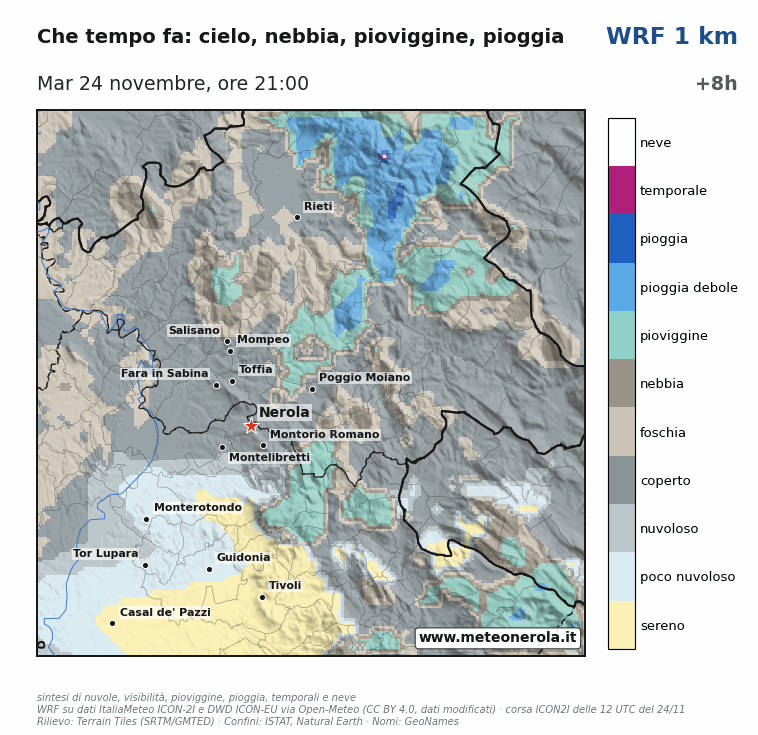 Che tempo fa: cielo, nebbia, pioviggine, pioggia
WRF 1 km
Mar 24 novembre, ore 21:00
+8h
neve
temporale
pioggia
pioggia debole
pioviggine
nebbia
foschia
coperto
nuvoloso
poco nuvoloso
sereno
Rieti
Salisano
Mompeo
Toffia
Fara in Sabina
Poggio Moiano
Nerola
Montorio Romano
Montelibretti
Monterotondo
Tor Lupara
Guidonia
Tivoli
Casal de' Pazzi
www.meteonerola.it
sintesi di nuvole, visibilità, pioviggine, pioggia, temporali e neve
WRF su dati ItaliaMeteo ICON-2I e DWD ICON-EU via Open-Meteo (CC BY 4.0, dati modificati) · corsa ICON2I delle 12 UTC del 24/11
Rilievo: Terrain Tiles (SRTM/GMTED) · Confini: ISTAT, Natural Earth · Nomi: GeoNames